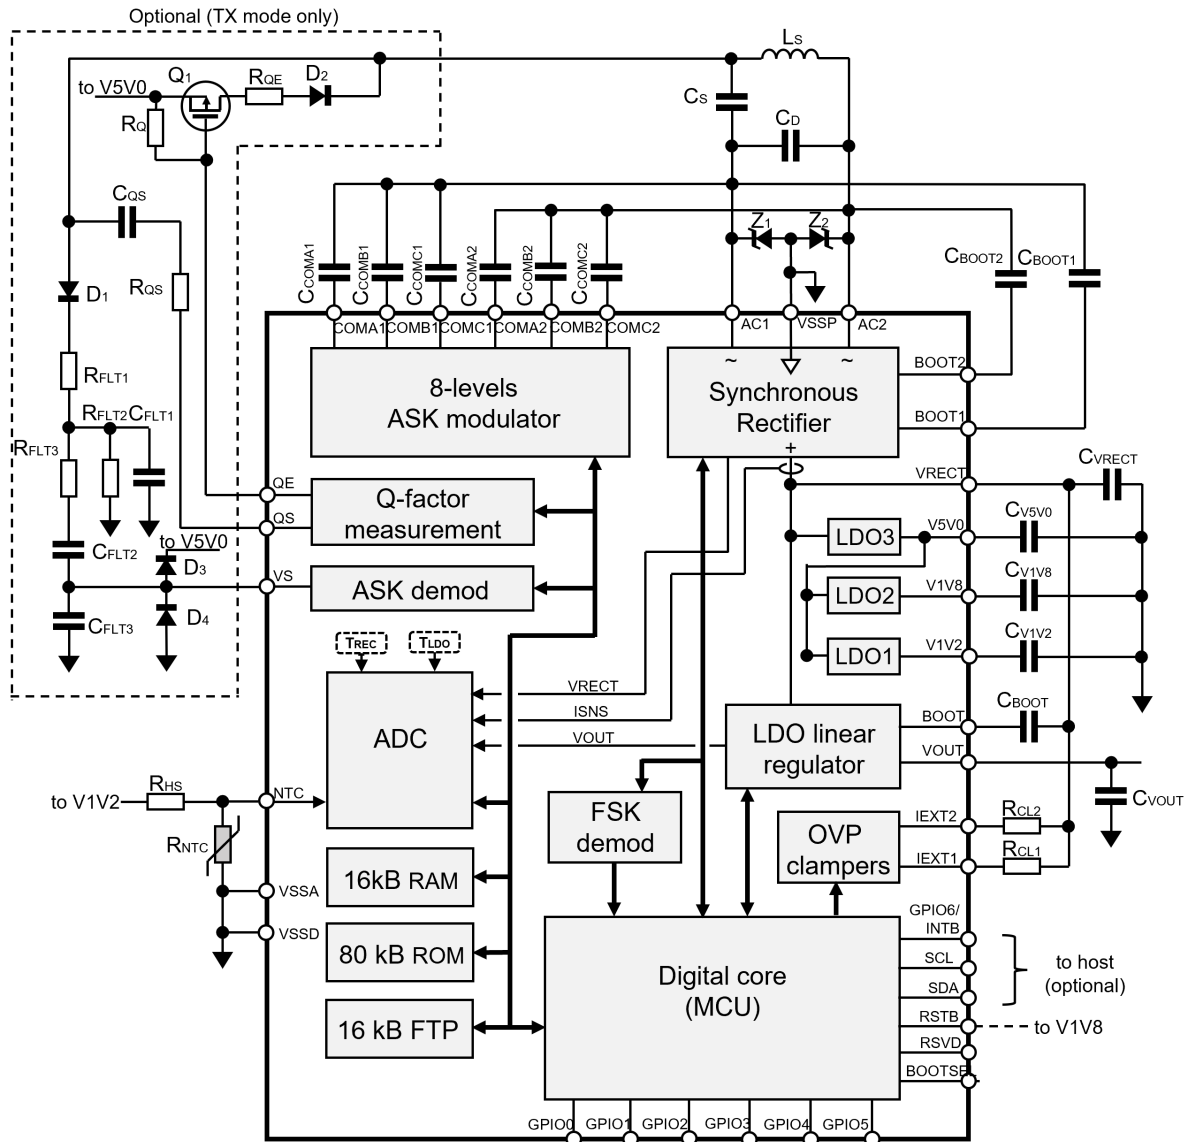 Optional (TX mode only)
LS
to V5V0
Q1
RQE
D2
RQ
CS
CD
CQS
Z1
Z2
CCOMA1
CCOMB1
CCOMC1
CCOMA2
CCOMB2
CCOMC2
CBOOT2
CBOOT1
RQS
D1
COMA1
COMB1
COMC1
COMA2
COMB2
COMC2
AC1
VSSP
AC2
~
~
8-levels
ASK modulator
Synchronous
Rectifier
+
BOOT2
BOOT1
RFLT1
RFLT2
CFLT1
RFLT3
QE
QS
Q-factor
measurement
VRECT
CVRECT
CFLT2
to V5V0
D3
VS
ASK demod
D4
CFLT3
LDO3
V5V0
CV5V0
LDO2
V1V8
CV1V8
LDO1
V1V2
CV1V2
TREC
TLDO
ADC
VRECT
ISNS
VOUT
LDO linear
regulator
BOOT
CBOOT
VOUT
CVOUT
to V1V2
RHS
NTC
RNTC
FSK
demod
OVP
clampers
IEXT2
RCL2
IEXT1
RCL1
16kB RAM
VSSA
VSSD
80 kB ROM
16 kB FTP
Digital core
(MCU)
GPIO6/
INTB
SCL
SDA
to host
(optional)
RSTB
to V1V8
RSVD
BOOTSEL
GPIO0
GPIO1
GPIO2
GPIO3
GPIO4
GPIO5